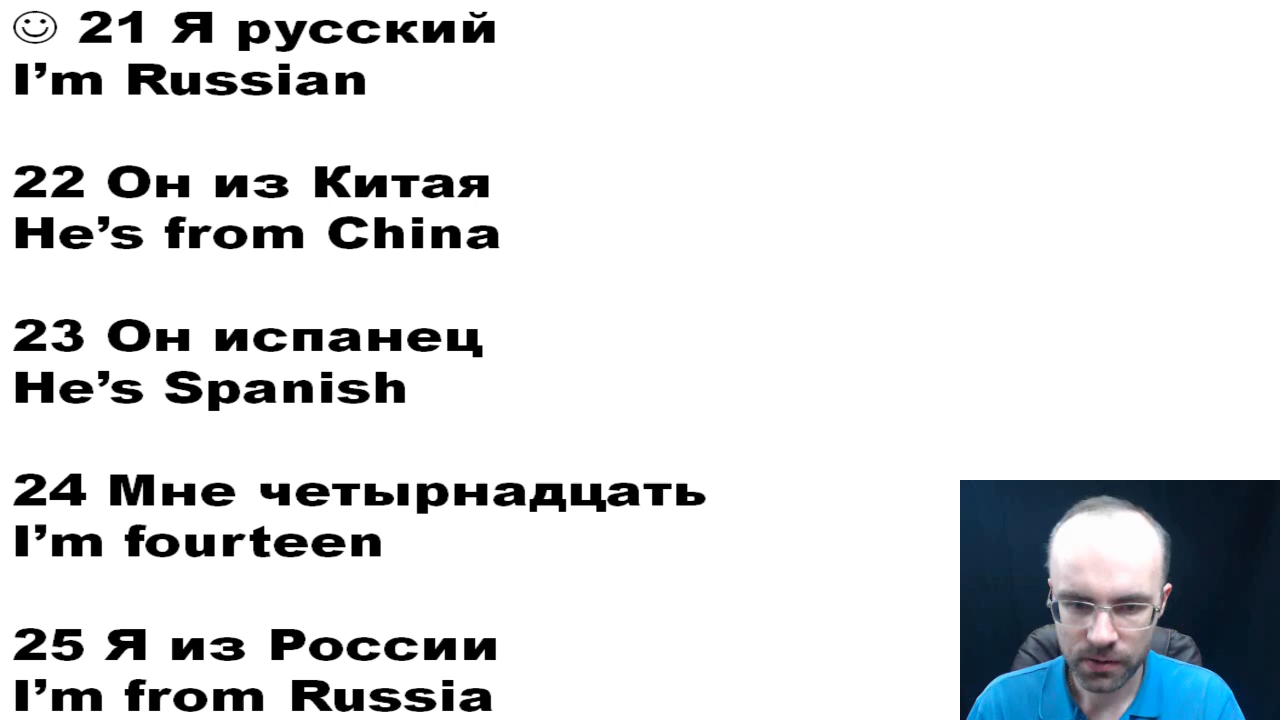 ☺ 21 Я русский
I’m Russian
22 Он из Китая
He’s from China
23 Он испанец
He’s Spanish
24 Мне четырнадцать
I’m fourteen
25 Я из России
I’m from Russia